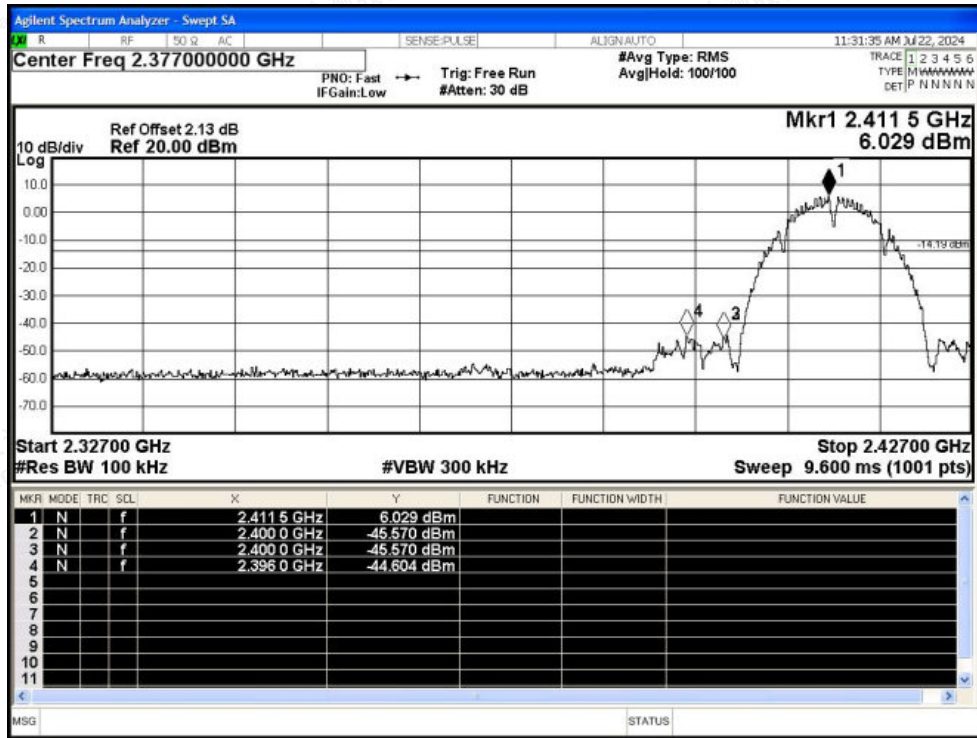 Agilent Spectrum Analyzer - Swept SA
LXI R RF 50 Ω AC SENSE:PULSE ALIGN AUTO 11:31:35 AM Jul 22, 2024
Center Freq 2.377000000 GHz
PNO: Fast
IFGain:Low
Trig: Free Run
#Atten: 30 dB
#Avg Type: RMS
Avg|Hold: 100/100
TRACE 1 2 3 4 5 6
TYPE M WWWWW
DET P N N N N N
Mkr1 2.411 5 GHz
6.029 dBm
Ref Offset 2.13 dB
10 dB/div Ref 20.00 dBm
Log
1
10.0
0.00
-10.0
-14.19 dBm
-20.0
-30.0
-40.0
4 3
-50.0
-60.0
-70.0
Start 2.32700 GHz Stop 2.42700 GHz
#Res BW 100 kHz #VBW 300 kHz Sweep 9.600 ms (1001 pts)
MKR MODE TRC SCL X Y FUNCTION FUNCTION WIDTH FUNCTION VALUE
1 N f 2.411 5 GHz 6.029 dBm
2 N f 2.400 0 GHz -45.570 dBm
3 N f 2.400 0 GHz -45.570 dBm
4 N f 2.396 0 GHz -44.604 dBm
5
6
7
8
9
10
11
MSG STATUS